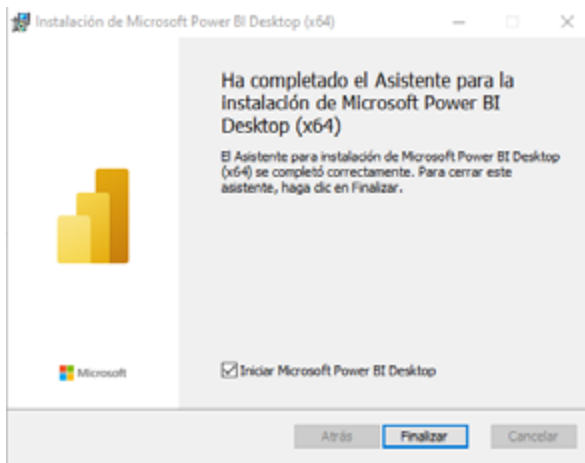 Instalación de Microsoft Power BI Desktop (x64)
Ha completado el Asistente para la
instalación de Microsoft Power BI
Desktop (x64)
El Asistente para instalación de Microsoft Power BI Desktop
(x64) se completó correctamente. Para cerrar este
asistente, haga clic en Finalizar.
Microsoft
Iniciar Microsoft Power BI Desktop
Atrás Finalizar Cancelar